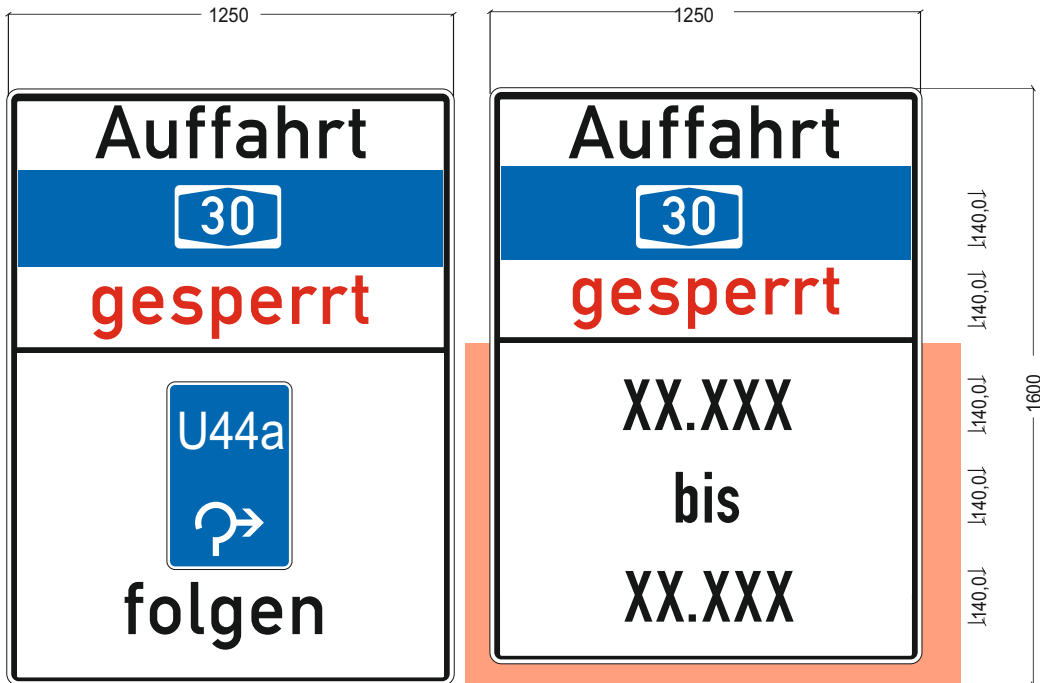 1250
Auffahrt
30
gesperrt
U44a
folgen
1250
Auffahrt
30
gesperrt
XX.XXX
bis
XX.XXX
140,0
140,0
140,0
140,0
140,0
1600